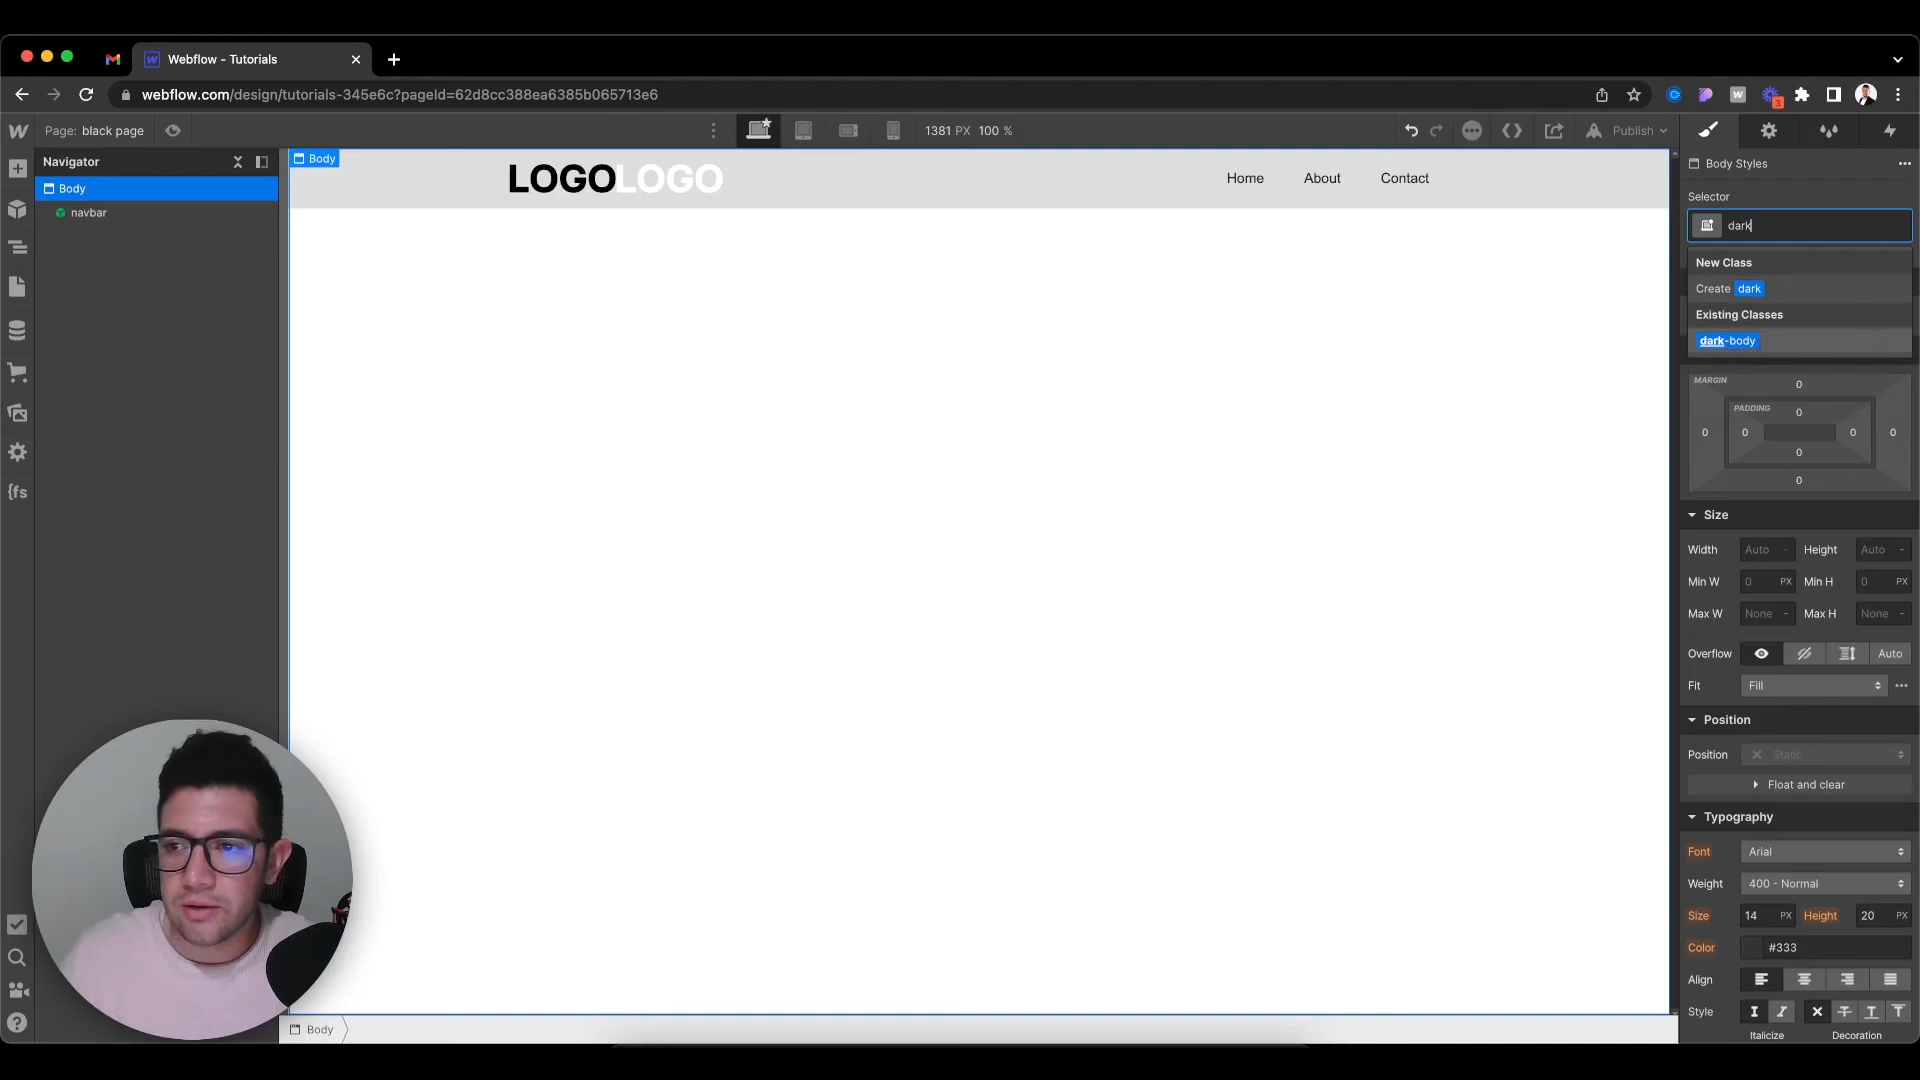 Webflow - Tutorials
webflow.com/design/tutorials-345e6c?pageId=62d8cc388ea6385b065713e6
3
Page: black page
1381 PX 100 %
Publish
Navigator
Body
navbar
Body
LOGOLOGO
Home
About
Contact
Body Styles
Selector
dark
New Class
Create dark
Existing Classes
dark-body
MARGIN
0
PADDING
0
0
0
0
0
0
0
Size
Width Auto - Height Auto -
Min W 0 PX Min H 0 PX
Max W None - Max H None -
Overflow Auto
Fit Fill
Position
Position Static
Float and clear
Typography
Font Arial
Weight 400 - Normal
Size 14 PX Height 20 PX
Color #333
Align
Style
Italicize Decoration
Body
{fs